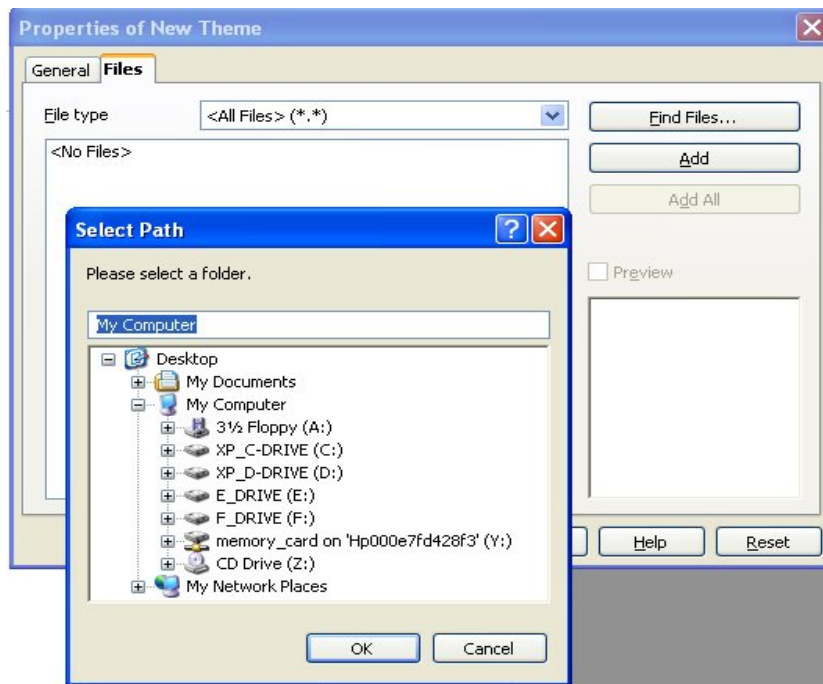 Properties of New Theme
General Files
File type <All Files> (*.*) Find Files...
<No Files> Add
Add All
Select Path
Please select a folder.
Preview
My Computer
Desktop
My Documents
My Computer
3½ Floppy (A:)
XP_C-DRIVE (C:)
XP_D-DRIVE (D:)
E_DRIVE (E:)
F_DRIVE (F:)
memory_card on 'Hp000e7fd428f3' (Y:)
CD Drive (Z:)
My Network Places
Help Reset
OK Cancel